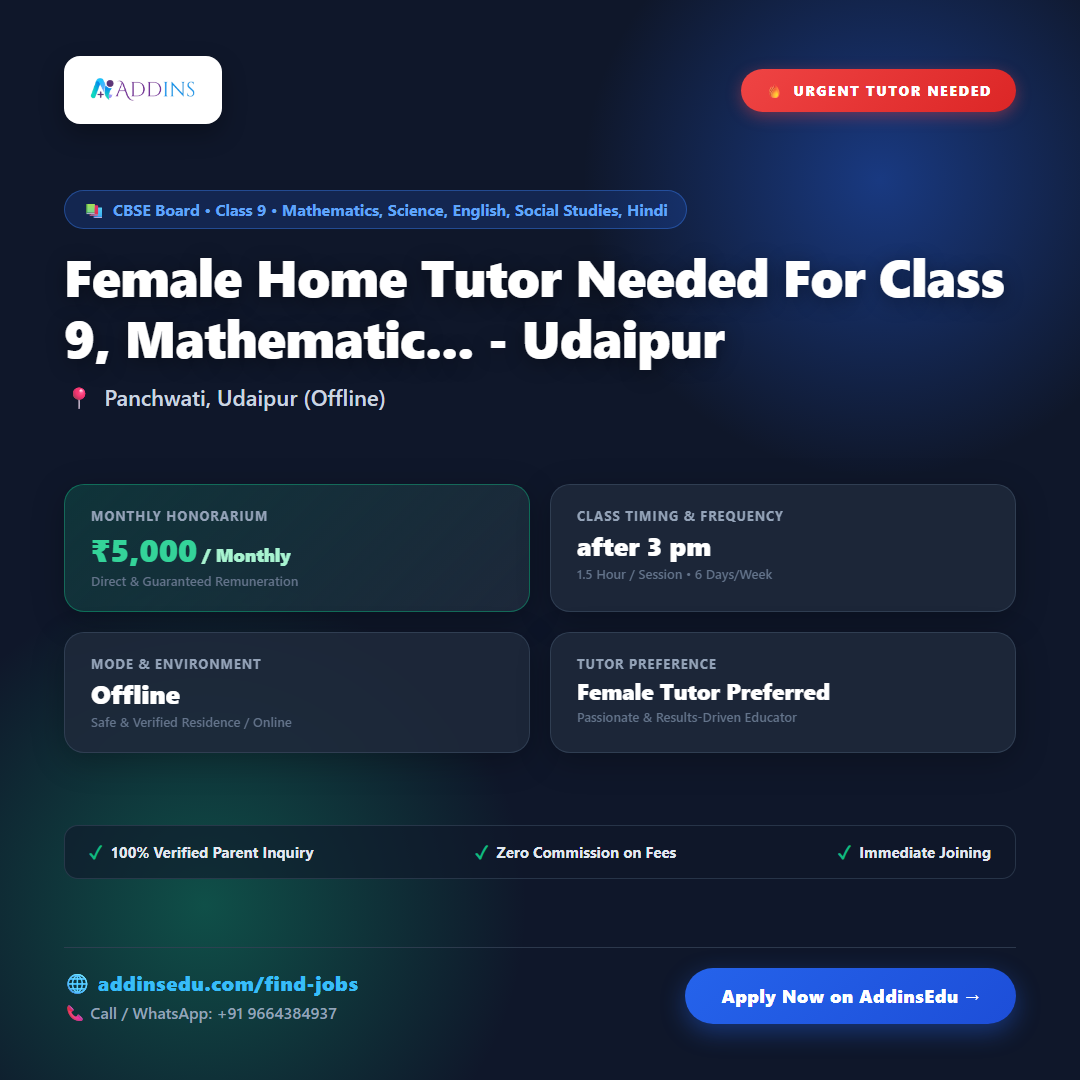 ADDINS
🔥 URGENT TUTOR NEEDED
📚 CBSE Board • Class 9 • Mathematics, Science, English, Social Studies, Hindi
Female Home Tutor Needed For Class
9, Mathematic... - Udaipur
📍 Panchwati, Udaipur (Offline)
MONTHLY HONORARIUM
₹5,000 / Monthly
Direct & Guaranteed Remuneration
CLASS TIMING & FREQUENCY
after 3 pm
1.5 Hour / Session • 6 Days/Week
MODE & ENVIRONMENT
Offline
Safe & Verified Residence / Online
TUTOR PREFERENCE
Female Tutor Preferred
Passionate & Results-Driven Educator
✓ 100% Verified Parent Inquiry
✓ Zero Commission on Fees
✓ Immediate Joining
🌐 addinsedu.com/find-jobs
📞 Call / WhatsApp: +91 9664384937
Apply Now on AddinsEdu →